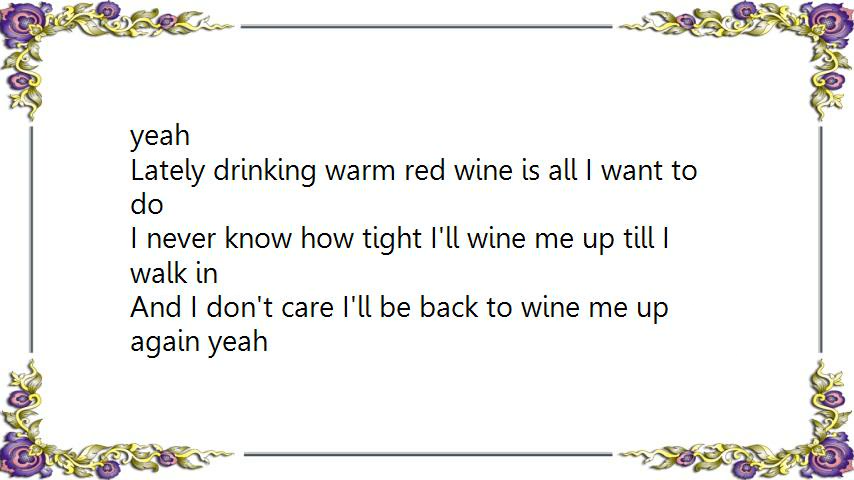 yeah
Lately drinking warm red wine is all I want to
do
I never know how tight I'll wine me up till I
walk in
And I don't care I'll be back to wine me up
again yeah